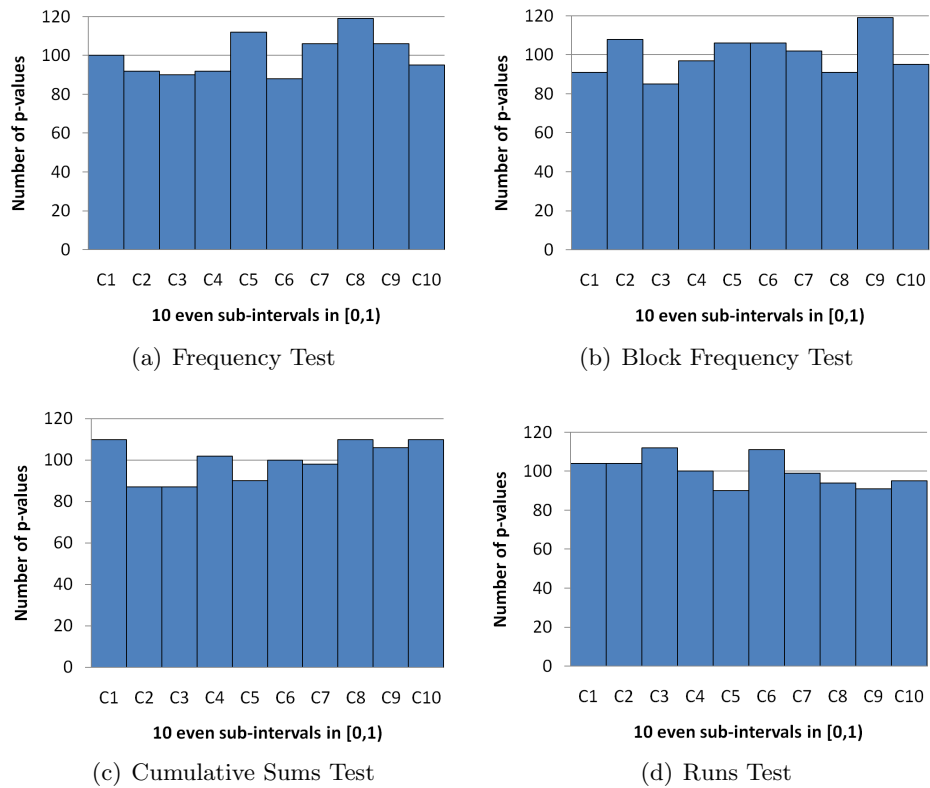 120
100
80
60
40
20
0
Number of p-values
C1 C2 C3 C4 C5 C6 C7 C8 C9 C10
10 even sub-intervals in [0,1)
(a) Frequency Test
120
100
80
60
40
20
0
Number of p-values
C1 C2 C3 C4 C5 C6 C7 C8 C9 C10
10 even sub-intervals in [0,1)
(b) Block Frequency Test
120
100
80
60
40
20
0
Number of p-values
C1 C2 C3 C4 C5 C6 C7 C8 C9 C10
10 even sub-intervals in [0,1)
(c) Cumulative Sums Test
120
100
80
60
40
20
0
Number of p-values
C1 C2 C3 C4 C5 C6 C7 C8 C9 C10
10 even sub-intervals in [0,1)
(d) Runs Test